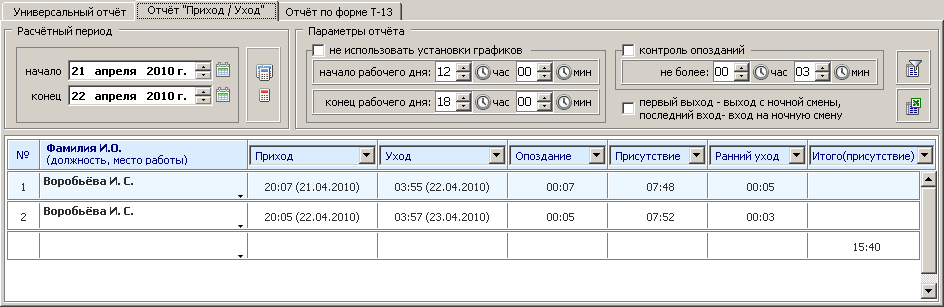 Универсальный отчёт Отчёт "Приход / Уход" Отчёт по форме Т-13
Расчётный период Параметры отчёта
не использовать установки графиков контроль опозданий
начало 21 апреля 2010 г. начало рабочего дня: 12 час 00 мин не более: 00 час 03 мин
конец 22 апреля 2010 г. конец рабочего дня: 18 час 00 мин
первый выход - выход с ночной смены,
последний вход- вход на ночную смену
№ Фамилия И.О. Приход Уход Опоздание Присутствие Ранний уход Итого(присутствие)
(должность, место работы)
1 Воробьёва И. С. 20:07 (21.04.2010) 03:55 (22.04.2010) 00:07 07:48 00:05
2 Воробьёва И. С. 20:05 (22.04.2010) 03:57 (23.04.2010) 00:05 07:52 00:03
15:40